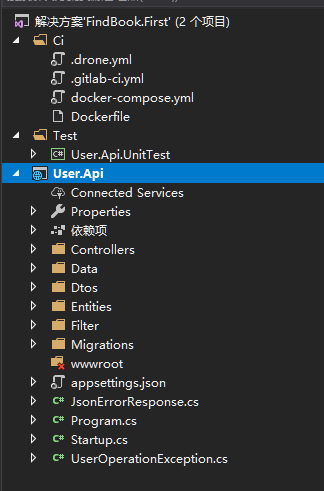 解决方案'FindBook.First' (2 个项目)
Ci
.drone.yml
.gitlab-ci.yml
docker-compose.yml
Dockerfile
Test
User.Api.UnitTest
User.Api
Connected Services
Properties
依赖项
Controllers
Data
Dtos
Entities
Filter
Migrations
wwwroot
appsettings.json
JsonErrorResponse.cs
Program.cs
Startup.cs
UserOperationException.cs